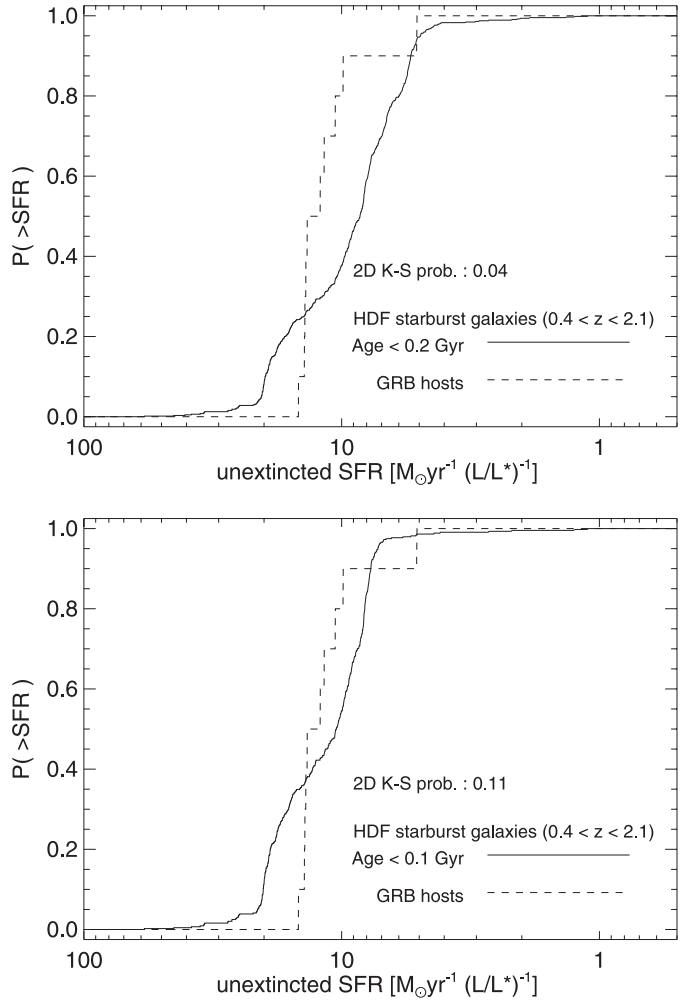 1.0
0.8
0.6
0.4
0.2
0.0
P( >SFR )
2D K-S prob. : 0.04
HDF starburst galaxies (0.4 < z < 2.1)
Age < 0.2 Gyr
GRB hosts
100 10 1
unextincted SFR [M⊙yr⁻¹ (L/L*)⁻¹]
1.0
0.8
0.6
0.4
0.2
0.0
P( >SFR )
2D K-S prob. : 0.11
HDF starburst galaxies (0.4 < z < 2.1)
Age < 0.1 Gyr
GRB hosts
100 10 1
unextincted SFR [M⊙yr⁻¹ (L/L*)⁻¹]